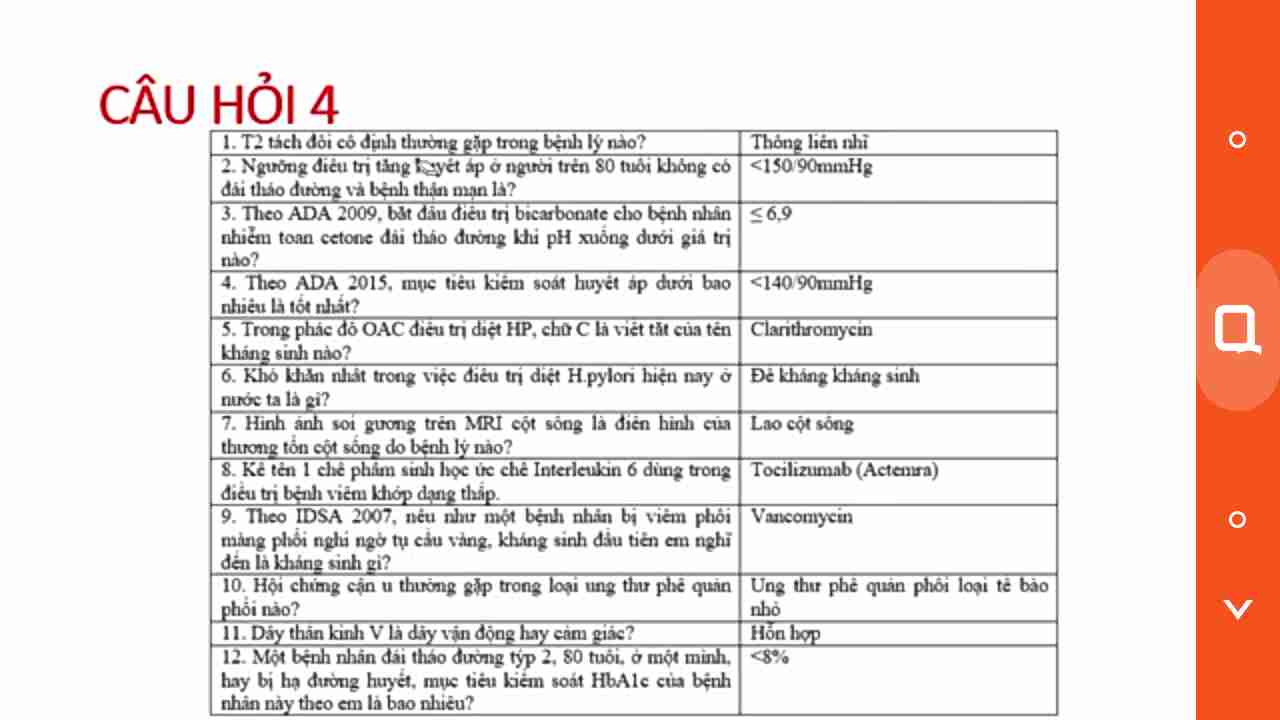 CÂU HỎI 4
1. T2 tách đôi cố định thường gặp trong bệnh lý nào?
Thông liên nhĩ
2. Ngưỡng điều trị tăng huyết áp ở người trên 80 tuổi không có
đái tháo đường và bệnh thận mạn là?
<150/90mmHg
3. Theo ADA 2009, bắt đầu điều trị bicarbonate cho bệnh nhân
nhiễm toan cetone đái tháo đường khi pH xuống dưới giá trị
nào?
≤ 6,9
4. Theo ADA 2015, mục tiêu kiểm soát huyết áp dưới bao
nhiêu là tốt nhất?
<140/90mmHg
5. Trong phác đồ OAC điều trị diệt HP, chữ C là viết tắt của tên
kháng sinh nào?
Clarithromycin
6. Khó khăn nhất trong việc điều trị diệt H.pylori hiện nay ở
nước ta là gì?
Đề kháng kháng sinh
7. Hình ảnh soi gương trên MRI cột sống là điển hình của
thương tổn cột sống do bệnh lý nào?
Lao cột sống
8. Kể tên 1 chế phẩm sinh học ức chế Interleukin 6 dùng trong
điều trị bệnh viêm khớp dạng thấp.
Tocilizumab (Actemra)
9. Theo IDSA 2007, nếu như một bệnh nhân bị viêm phổi
màng phổi nghi ngờ tụ cầu vàng, kháng sinh đầu tiên em nghĩ
đến là kháng sinh gì?
Vancomycin
10. Hội chứng cận u thường gặp trong loại ung thư phế quản
phổi nào?
Ung thư phế quản phổi loại tế bào
nhỏ
11. Dây thần kinh V là dây vận động hay cảm giác?
Hỗn hợp
12. Một bệnh nhân đái tháo đường týp 2, 80 tuổi, ở một mình,
hay bị hạ đường huyết, mục tiêu kiểm soát HbA1c của bệnh
nhân này theo em là bao nhiêu?
<8%